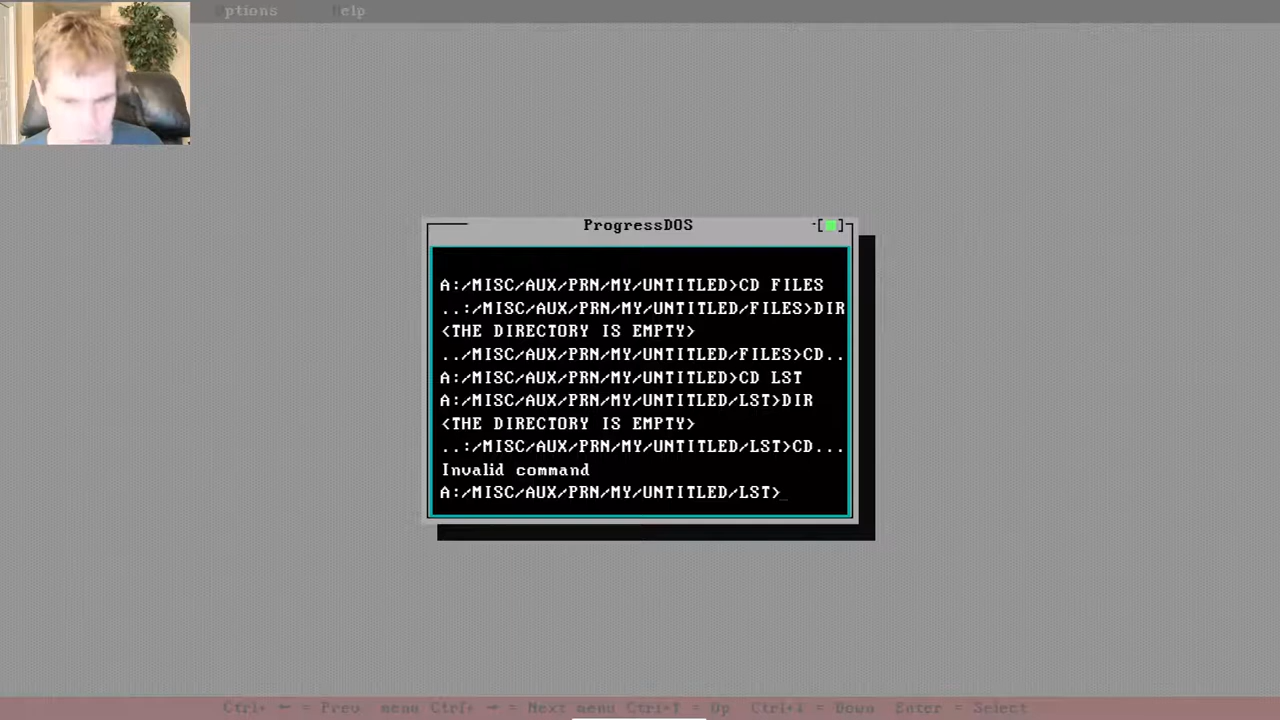 Options Help
ProgressDOS
A:/MISC/AUX/PRN/MY/UNTITLED>CD FILES
..:/MISC/AUX/PRN/MY/UNTITLED/FILES>DIR
<THE DIRECTORY IS EMPTY>
../MISC/AUX/PRN/MY/UNTITLED/FILES>CD..
A:/MISC/AUX/PRN/MY/UNTITLED>CD LST
A:/MISC/AUX/PRN/MY/UNTITLED/LST>DIR
<THE DIRECTORY IS EMPTY>
..:/MISC/AUX/PRN/MY/UNTITLED/LST>CD...
Invalid command
A:/MISC/AUX/PRN/MY/UNTITLED/LST>_
Ctrl+ ← = Prev. menu Ctrl+ → = Next menu Ctrl+↑ = Up Ctrl+↓ = Down Enter = Select